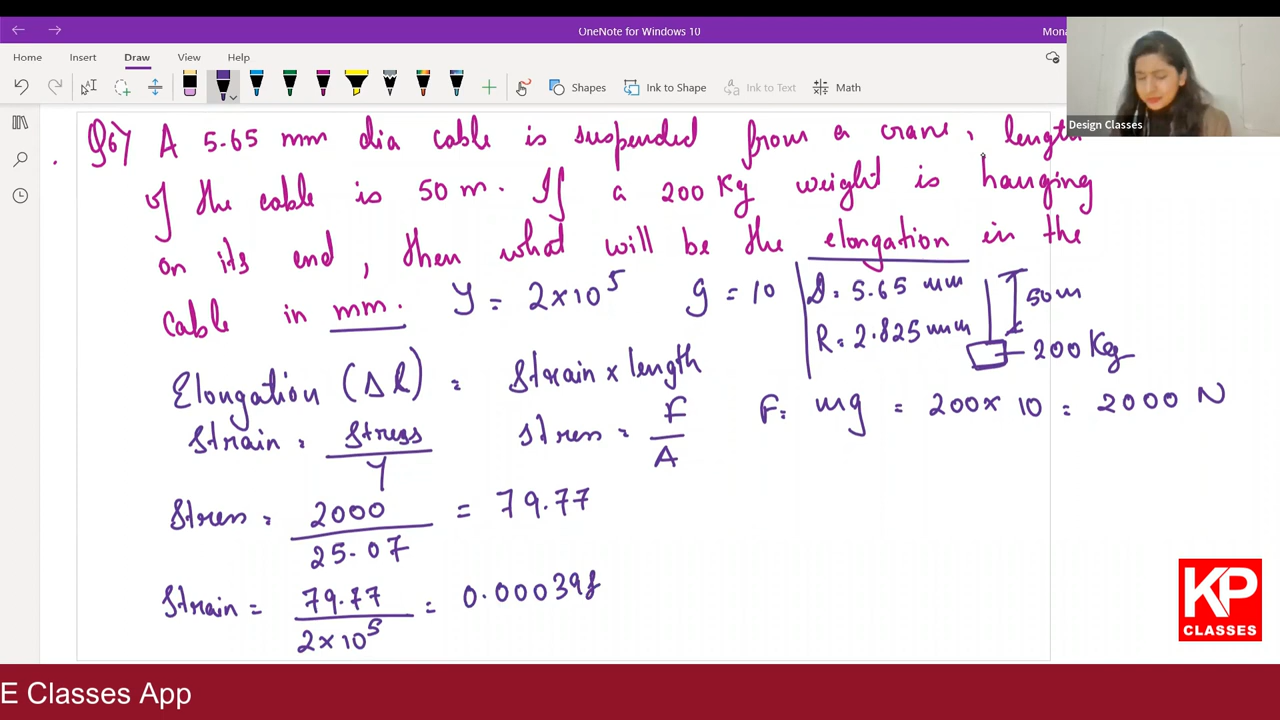 OneNote for Windows 10
Mona
Home Insert Draw View Help
Shapes Ink to Shape Ink to Text Math
Design Classes
Q6) A 5.65 mm dia cable is suspended from a crane, length
of the cable is 50 m. If a 200 Kg weight is hanging
on its end, then what will be the elongation in the
cable in mm. Y = 2×10^5 g = 10
D = 5.65 mm
R = 2.825 mm
50m
200 Kg
Elongation (Δl) = Strain × length
F = mg = 200 × 10 = 2000 N
Strain = Stress / Y Stress = F / A
Stress = 2000 / 25.07 = 79.77
Strain = 79.77 / 2×10^5 = 0.000398
KP
CLASSES
E Classes App